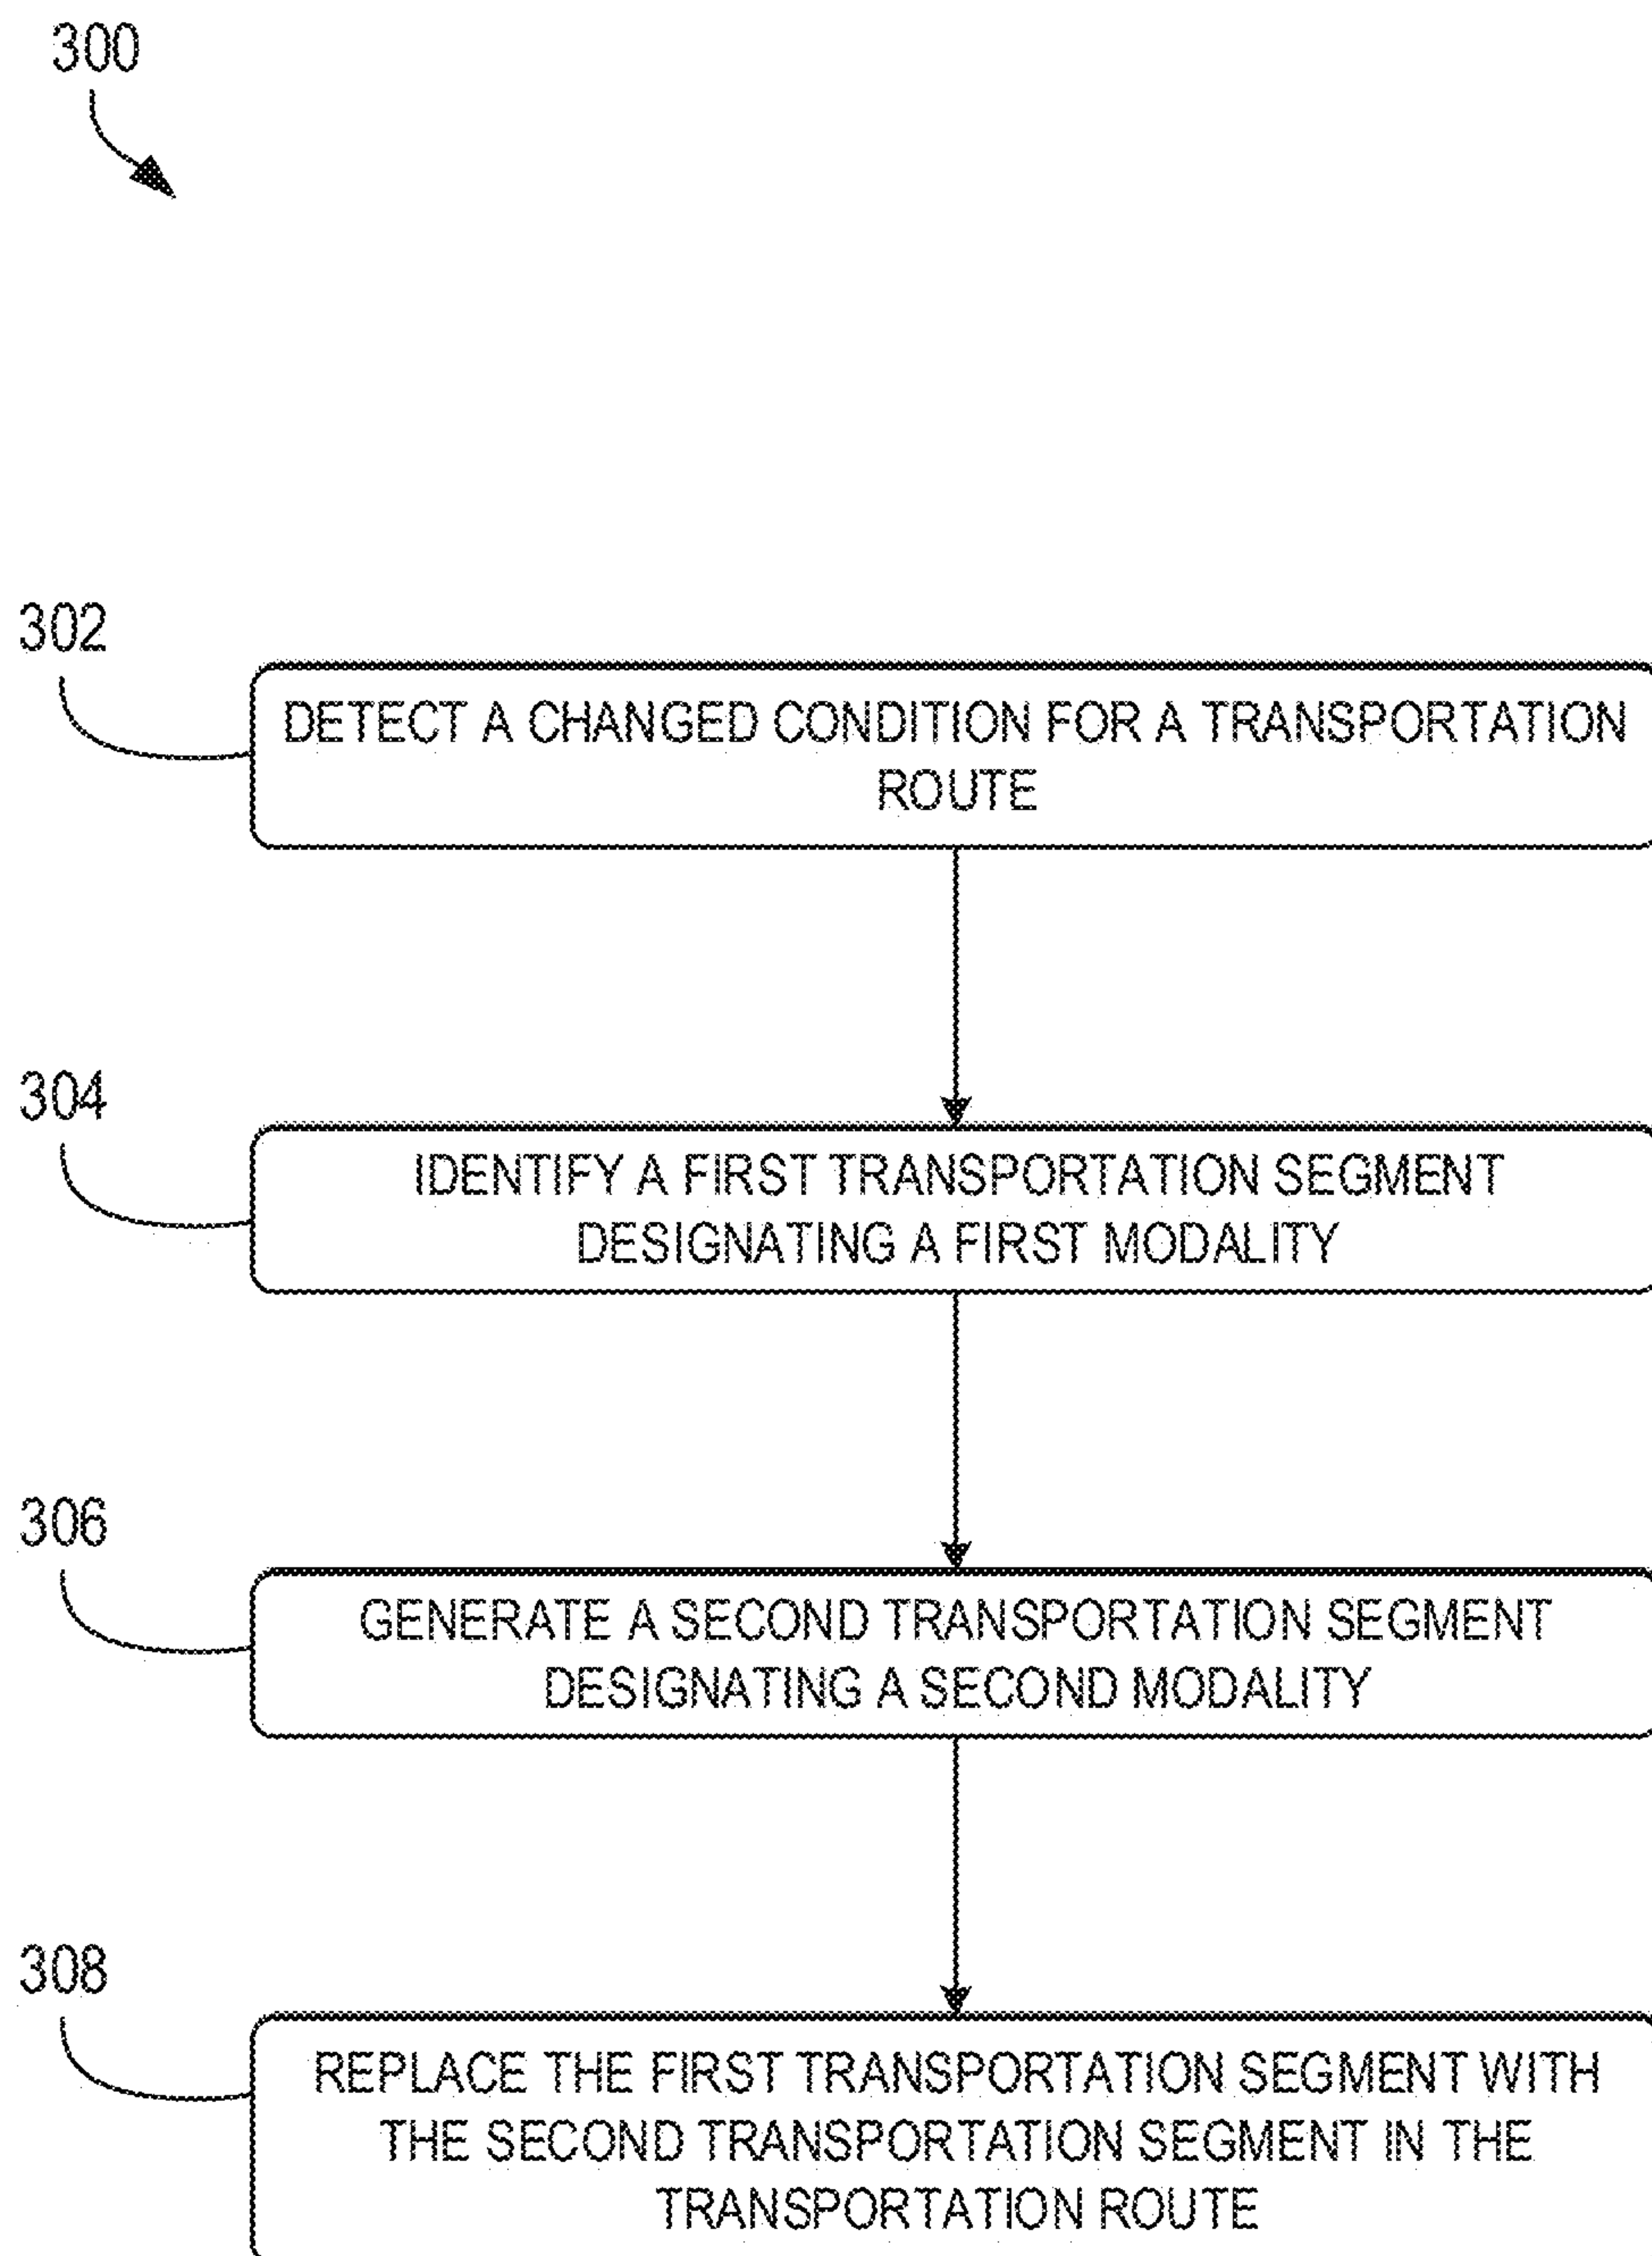 300
302
DETECT A CHANGED CONDITION FOR A TRANSPORTATION
ROUTE
304
IDENTIFY A FIRST TRANSPORTATION SEGMENT
DESIGNATING A FIRST MODALITY
306
GENERATE A SECOND TRANSPORTATION SEGMENT
DESIGNATING A SECOND MODALITY
308
REPLACE THE FIRST TRANSPORTATION SEGMENT WITH
THE SECOND TRANSPORTATION SEGMENT IN THE
TRANSPORTATION ROUTE